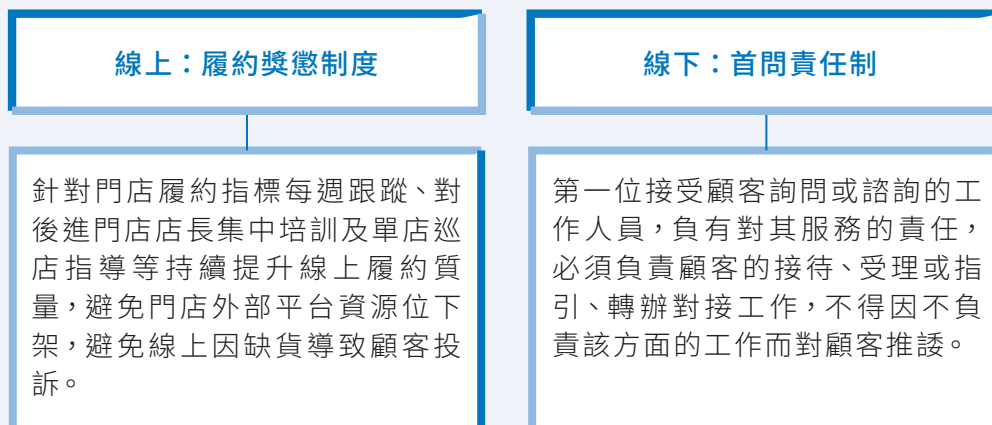 線上：履約獎懲制度
針對門店履約指標每週跟蹤、對
後進門店店長集中培訓及單店巡
店指導等持續提升線上履約質
量，避免門店外部平台資源位下
架，避免線上因缺貨導致顧客投
訴。
線下：首問責任制
第一位接受顧客詢問或諮詢的工
作人員，負有對其服務的責任，
必須負責顧客的接待、受理或指
引、轉辦對接工作，不得因不負
責該方面的工作而對顧客推諉。